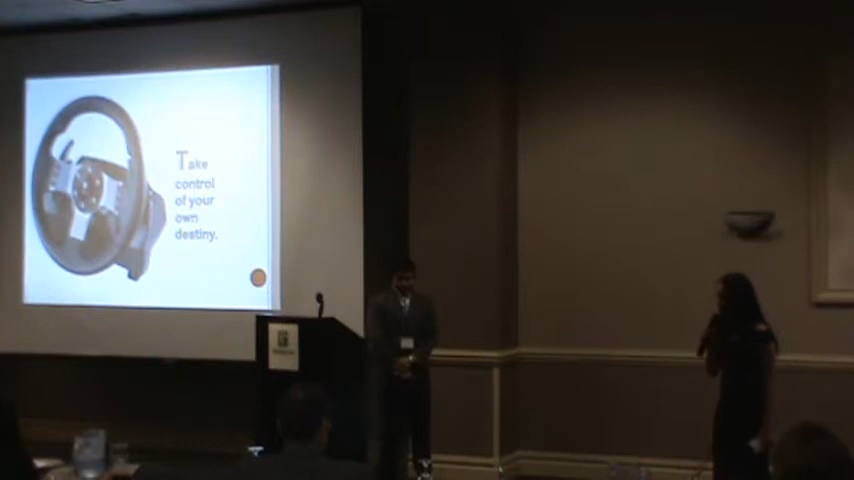 Take
control
of your
own
destiny.